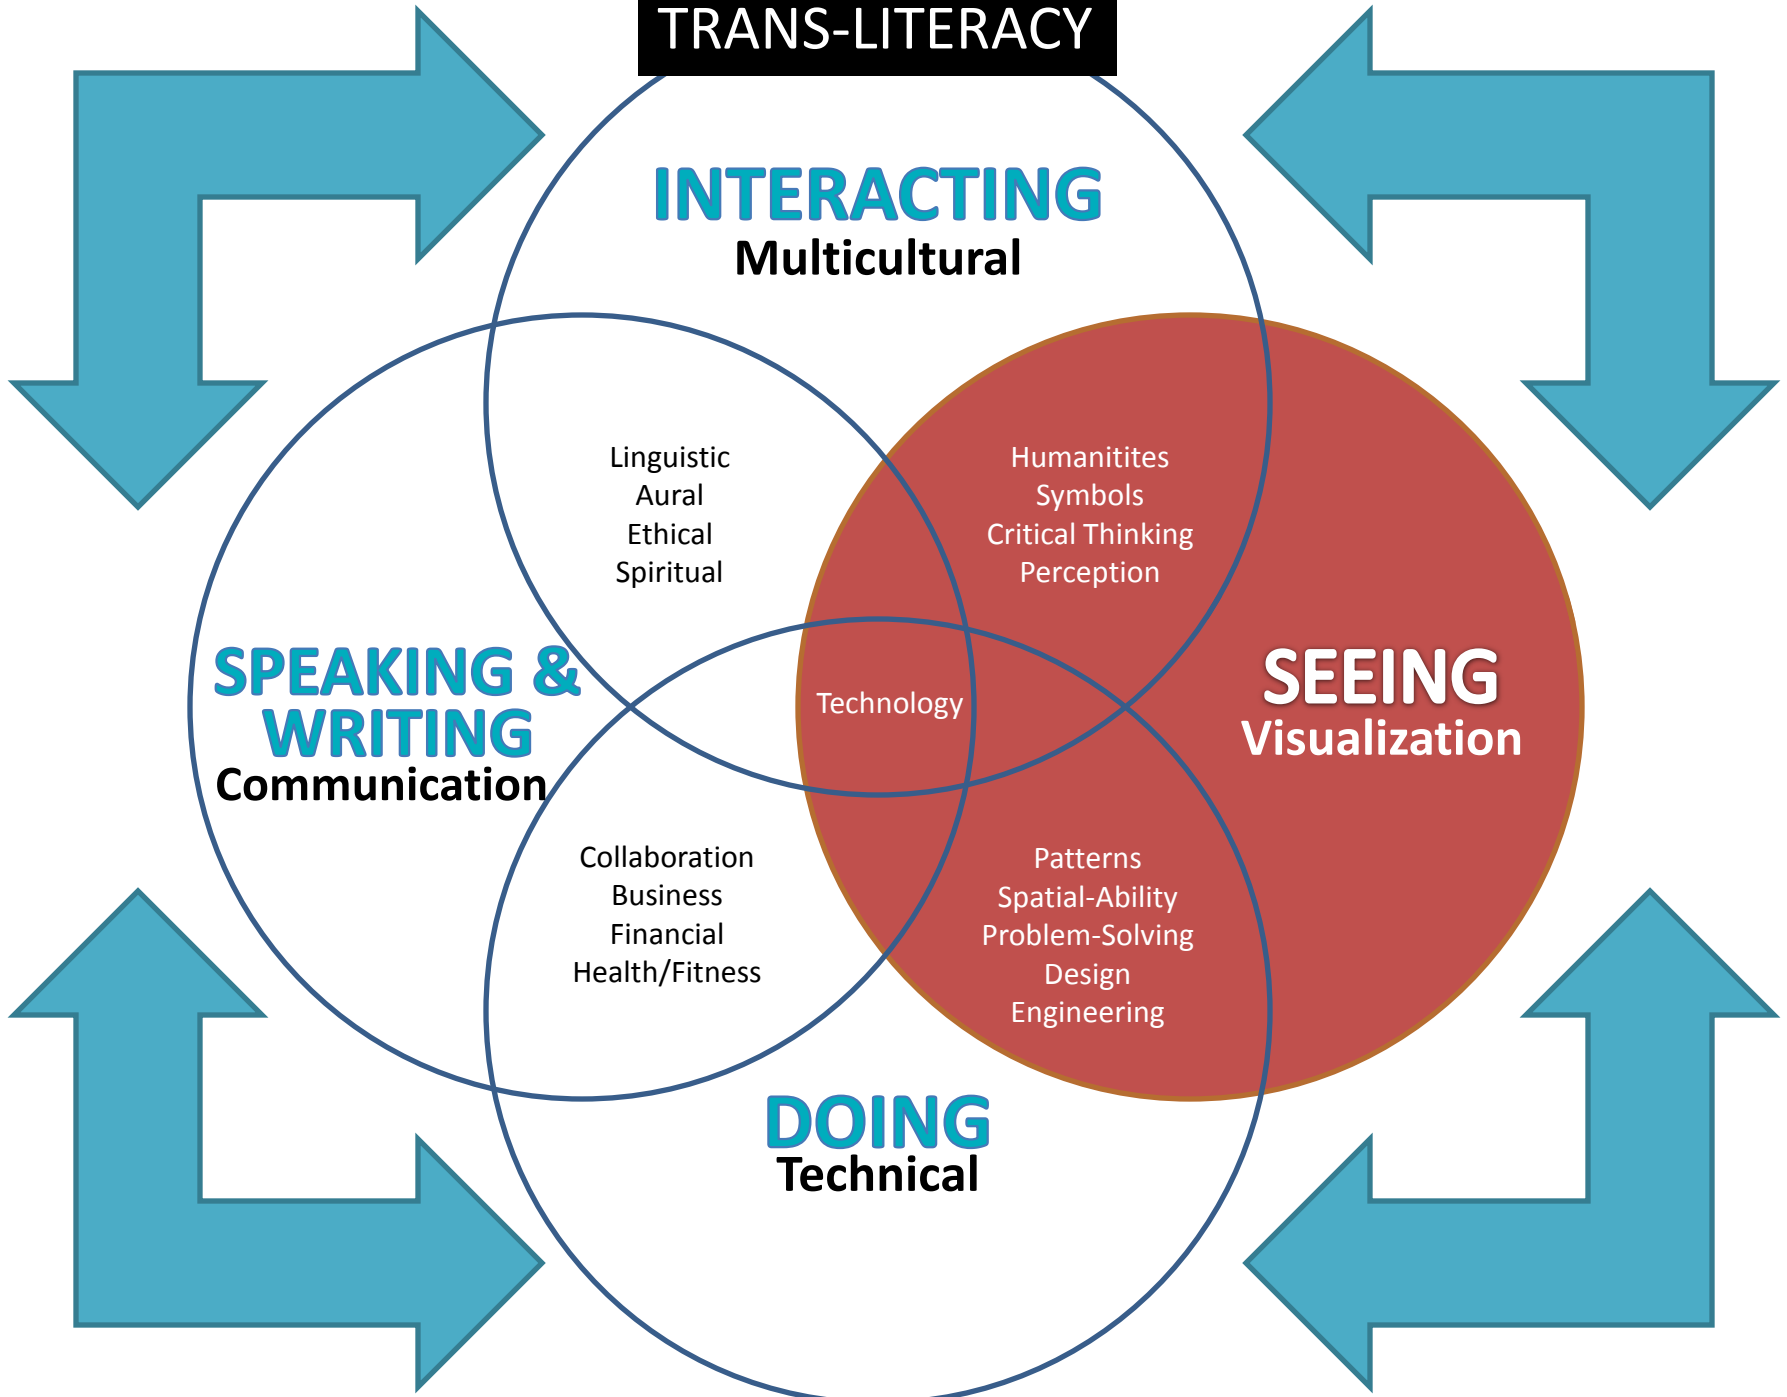 TRANS-LITERACY
INTERACTING
Multicultural
Linguistic
Aural
Ethical
Spiritual
Humanitites
Symbols
Critical Thinking
Perception
SPEAKING &
WRITING
Communication
Technology
SEEING
Visualization
Collaboration
Business
Financial
Health/Fitness
Patterns
Spatial-Ability
Problem-Solving
Design
Engineering
DOING
Technical